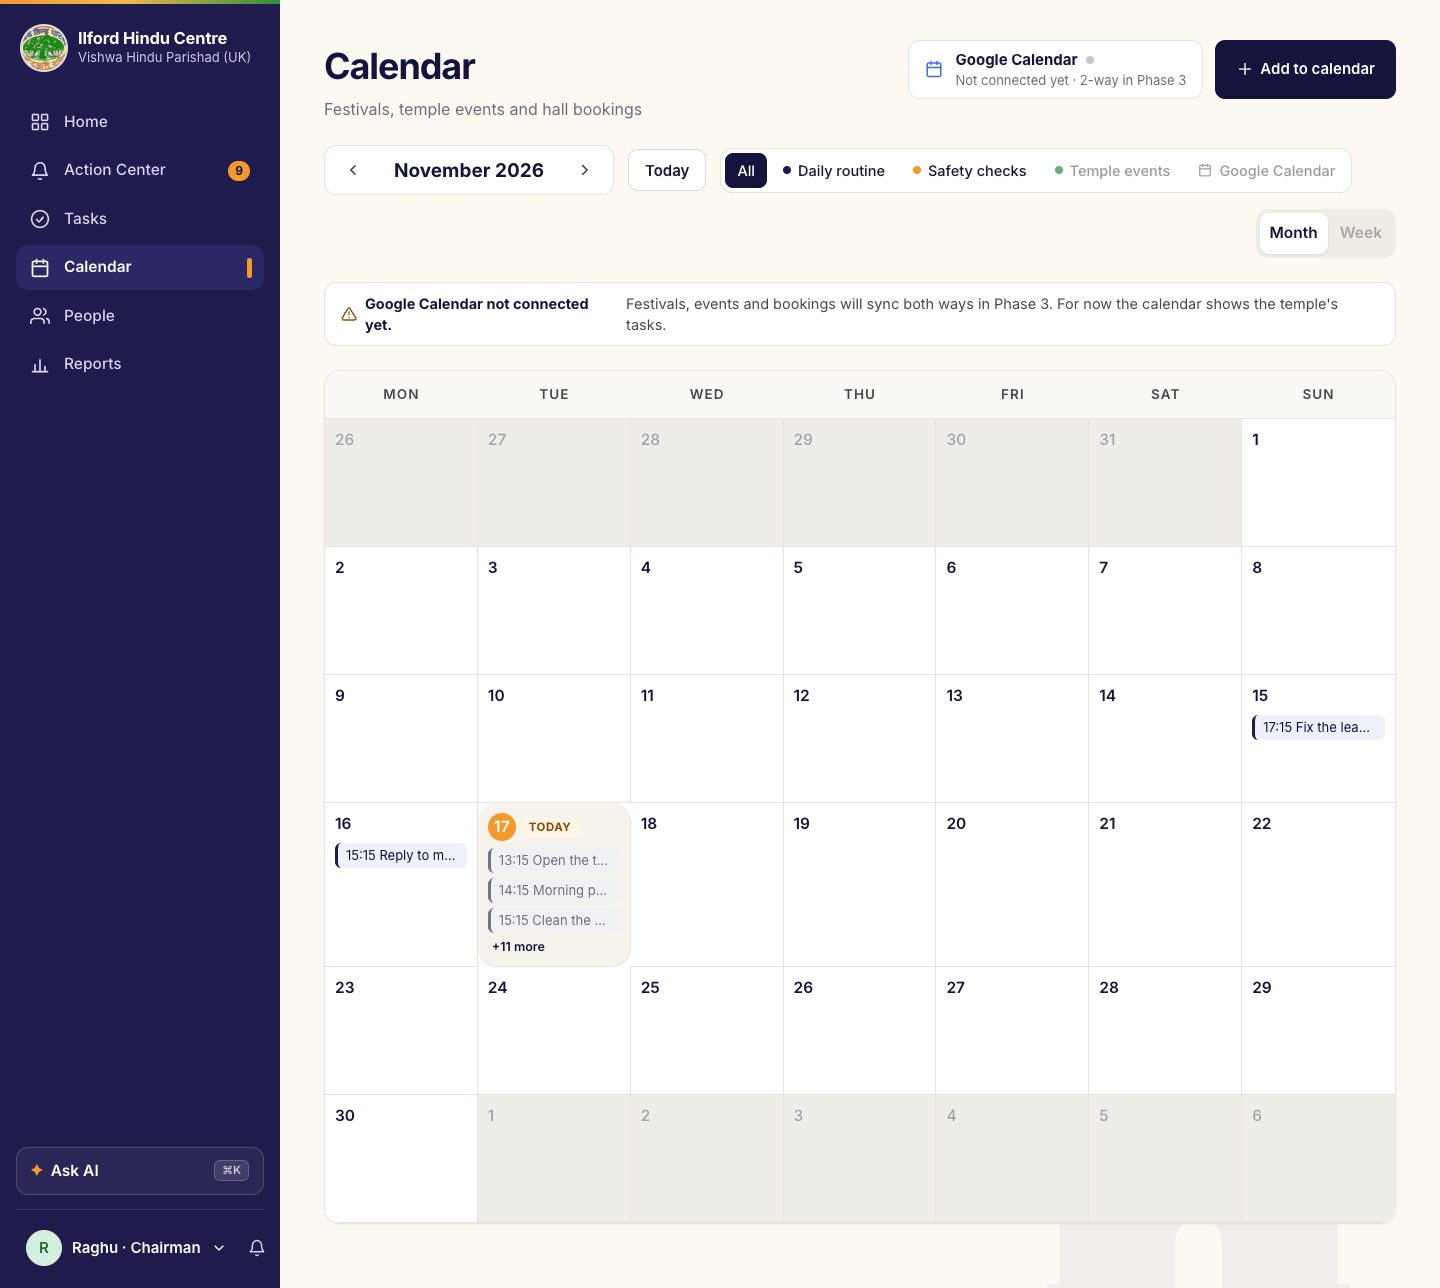 Ilford Hindu Centre
Vishwa Hindu Parishad (UK)
Home
Action Center 9
Tasks
Calendar
People
Reports
Ask AI ⌘K
R Raghu · Chairman
Calendar
Festivals, temple events and hall bookings
Google Calendar
Not connected yet · 2-way in Phase 3
+ Add to calendar
November 2026
Today
All Daily routine Safety checks Temple events Google Calendar
Month Week
Google Calendar not connected
yet.
Festivals, events and bookings will sync both ways in Phase 3. For now the calendar shows the temple's
tasks.
MON TUE WED THU FRI SAT SUN
26 27 28 29 30 31 1
2 3 4 5 6 7 8
9 10 11 12 13 14 15
17:15 Fix the lea...
16 17 TODAY 18 19 20 21 22
15:15 Reply to m...
13:15 Open the t...
14:15 Morning p...
15:15 Clean the ...
+11 more
23 24 25 26 27 28 29
30 1 2 3 4 5 6